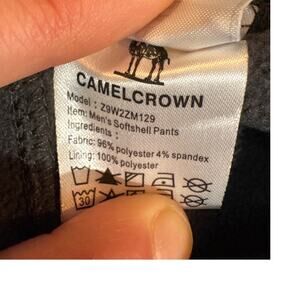 CAMELCROWN
Model : Z9W2ZM129
Item: Men's Softshell Pants
Ingredients :
Fabric: 96% polyester 4% spandex
Lining: 100% polyester
30